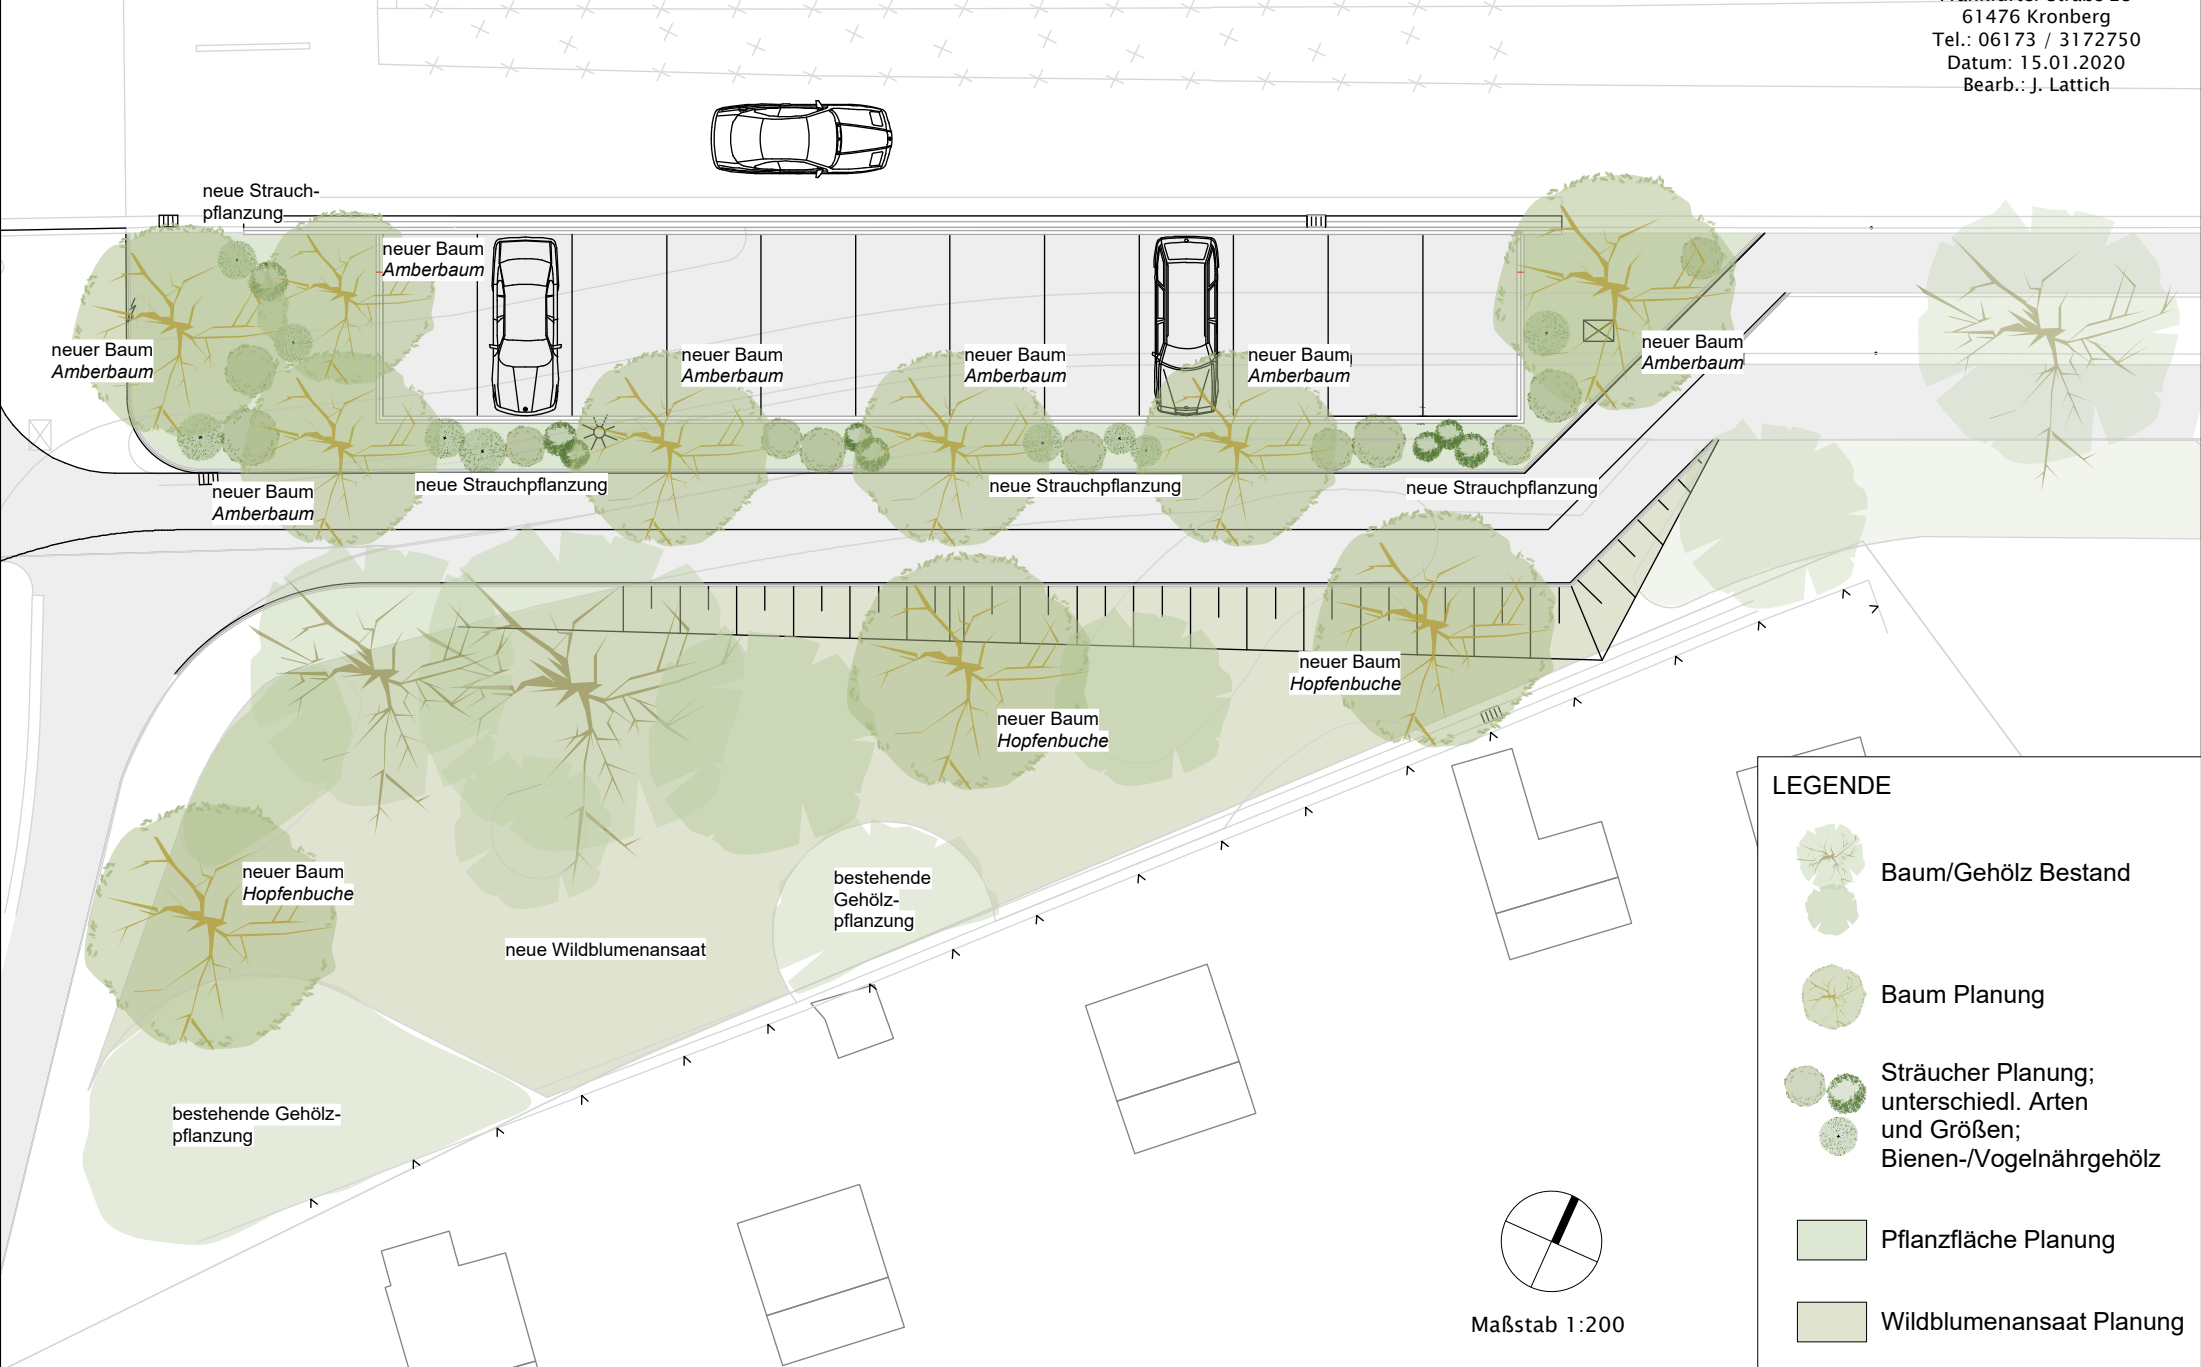 61476 Kronberg
Tel.: 06173 / 3172750
Datum: 15.01.2020
Bearb.: J. Lattich
neue Strauch-
pflanzung
neuer Baum
Amberbaum
neuer Baum
Amberbaum
neuer Baum
Amberbaum
neuer Baum
Amberbaum
neuer Baum
Amberbaum
neuer Baum
Amberbaum
neuer Baum
Amberbaum
neue Strauchpflanzung
neue Strauchpflanzung
neue Strauchpflanzung
neuer Baum
Hopfenbuche
neuer Baum
Hopfenbuche
neuer Baum
Hopfenbuche
bestehende
Gehölz-
pflanzung
neue Wildblumenansaat
bestehende Gehölz-
pflanzung
LEGENDE
Baum/Gehölz Bestand
Baum Planung
Sträucher Planung;
unterschiedl. Arten
und Größen;
Bienen-/Vogelnährgehölz
Pflanzfläche Planung
Wildblumenansaat Planung
Maßstab 1:200